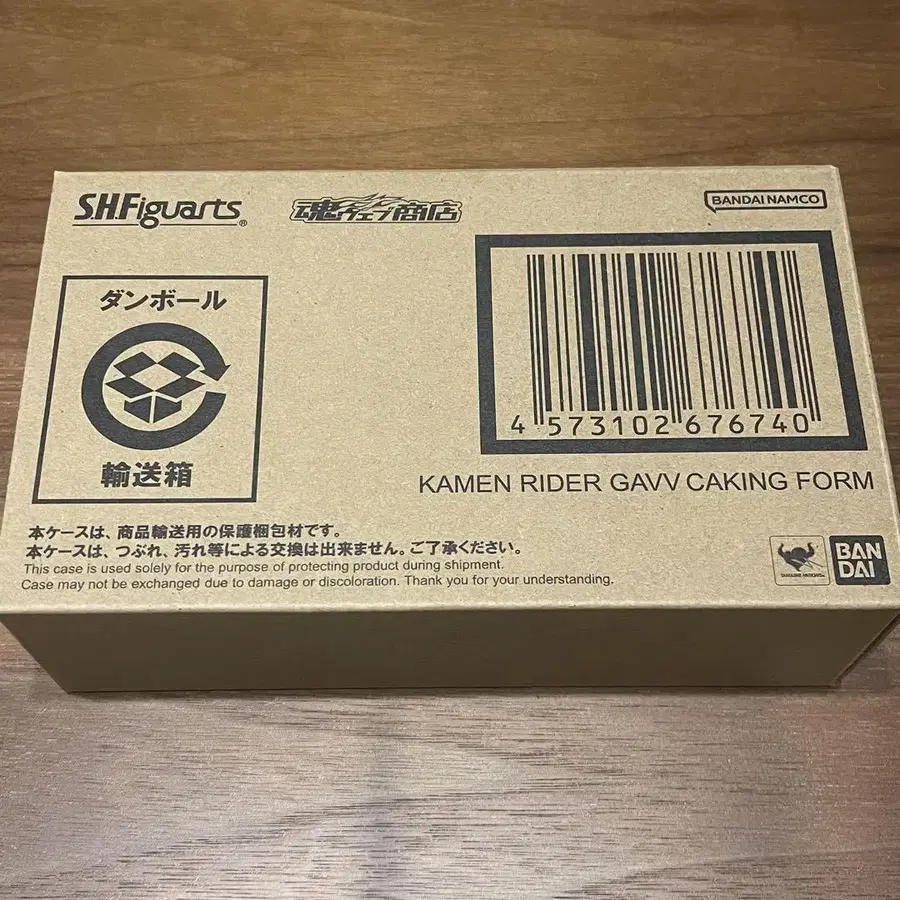 S.H.Figuarts®
魂ウェブ商店
BANDAI NAMCO
ダンボール
輸送箱
4 573102 676740
KAMEN RIDER GAVV CAKING FORM
本ケースは、商品輸送用の保護梱包材です。
本ケースは、つぶれ、汚れ等による交換は出来ません。ご了承ください。
This case is used solely for the purpose of protecting product during shipment.
Case may not be exchanged due to damage or discoloration. Thank you for your understanding.
BAN
DAI